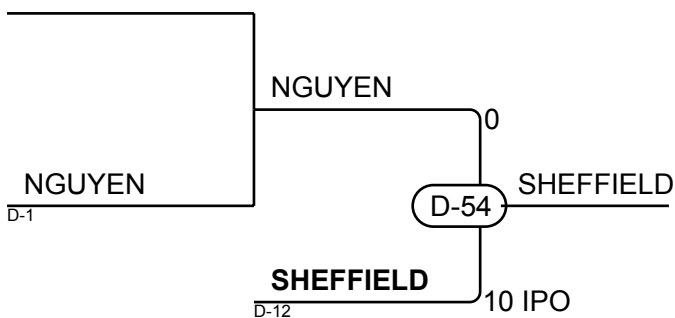 NGUYEN
0
NGUYEN
D-1
D-54
SHEFFIELD
SHEFFIELD
D-12
10 IPO